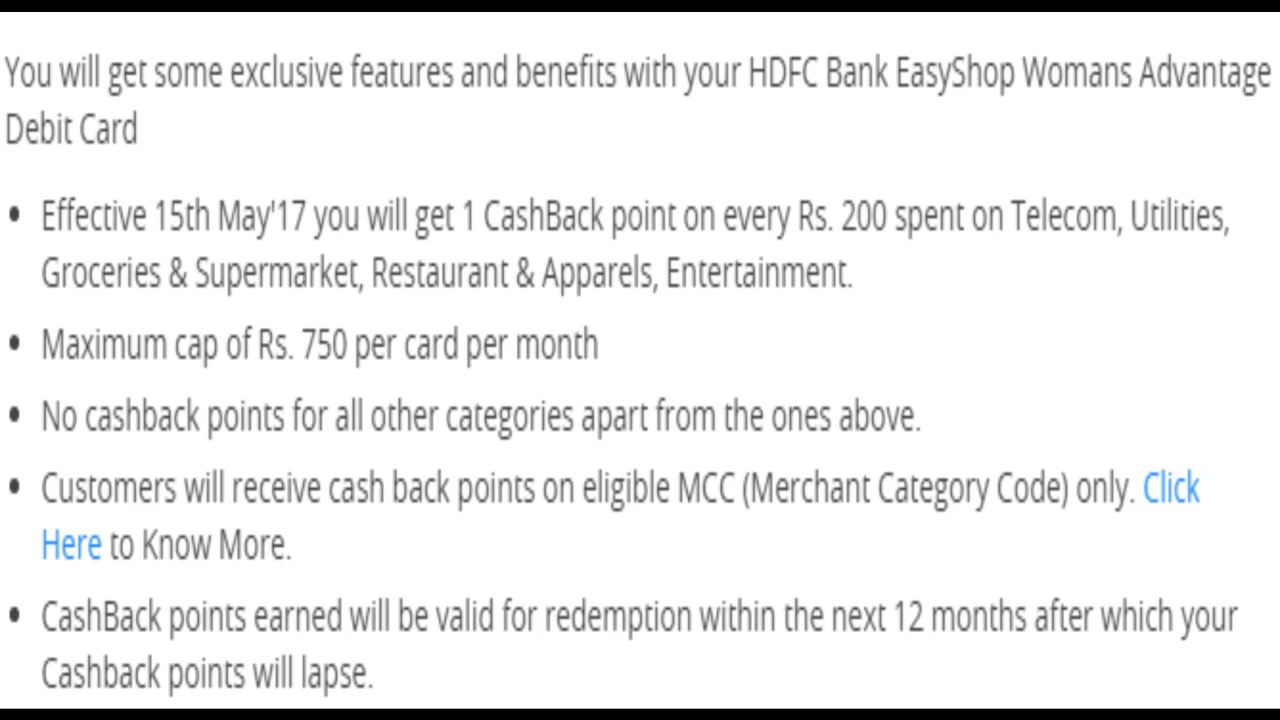 You will get some exclusive features and benefits with your HDFC Bank EasyShop Womans Advantage
Debit Card
• Effective 15th May'17 you will get 1 CashBack point on every Rs. 200 spent on Telecom, Utilities,
Groceries & Supermarket, Restaurant & Apparels, Entertainment.
• Maximum cap of Rs. 750 per card per month
• No cashback points for all other categories apart from the ones above.
• Customers will receive cash back points on eligible MCC (Merchant Category Code) only. Click
Here to Know More.
• CashBack points earned will be valid for redemption within the next 12 months after which your
Cashback points will lapse.